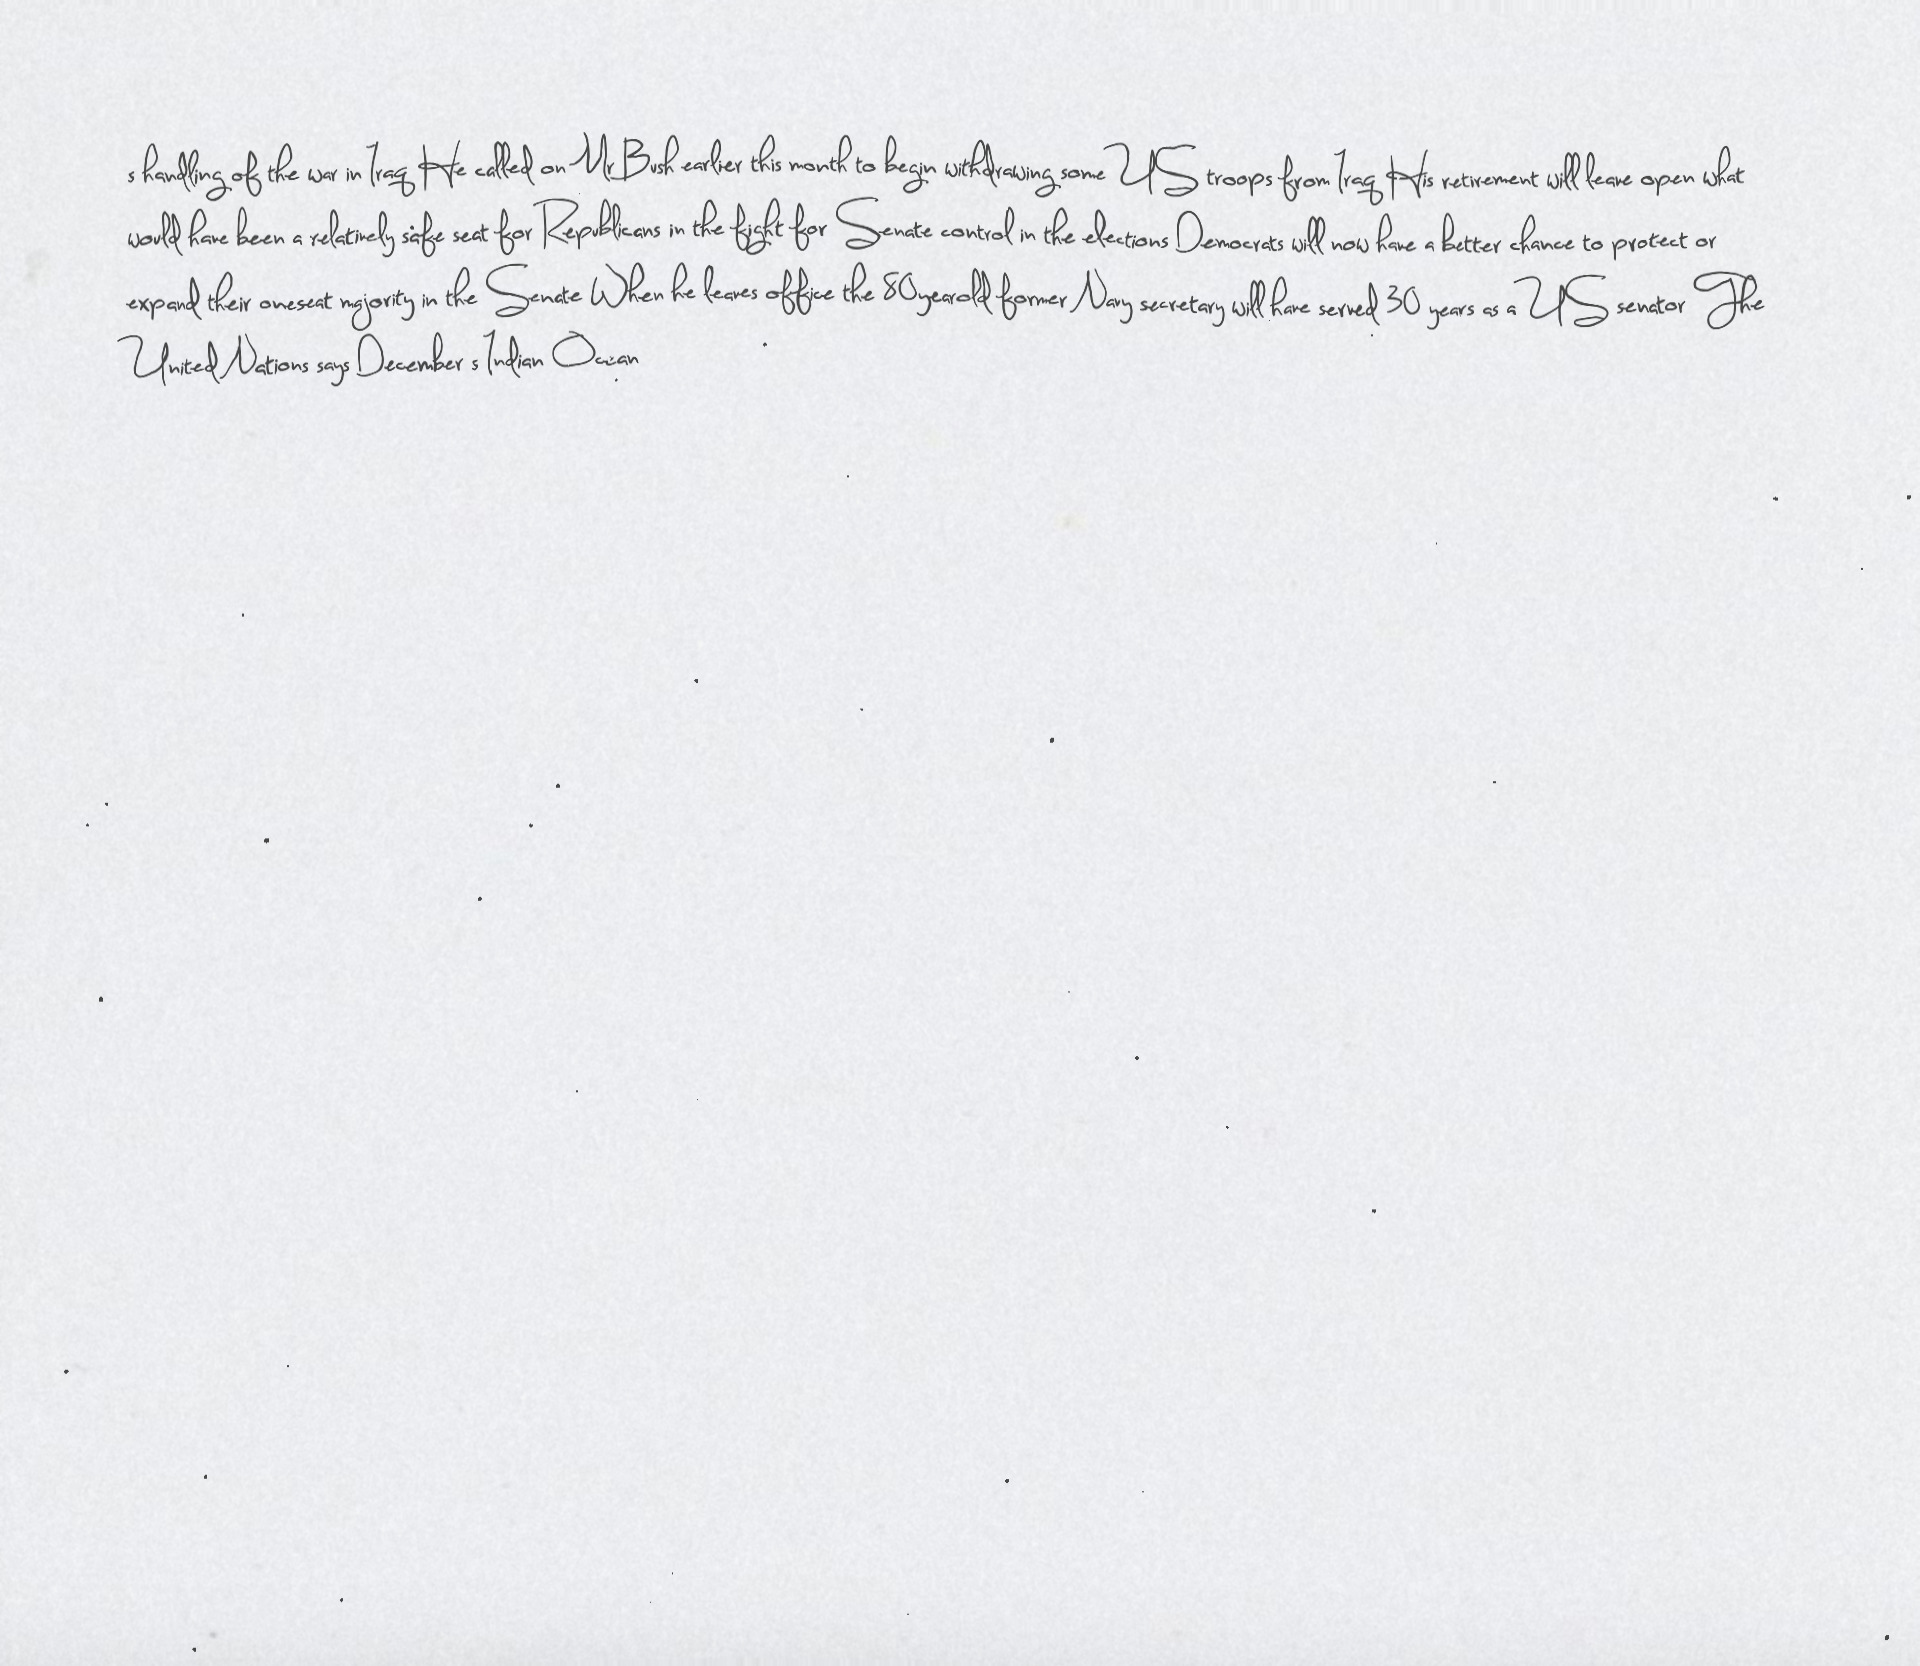 s handling of the war in Iraq He called on Mr Bush earlier this month to begin withdrawing some US troops from Iraq His retirement will leave open what
would have been a relatively safe seat for Republicans in the fight for Senate control in the elections Democrats will now have a better chance to protect or
expand their oneseat majority in the Senate When he leaves office the 80yearold former Navy secretary will have served 30 years as a US senator The
United Nations says December s Indian Ocean